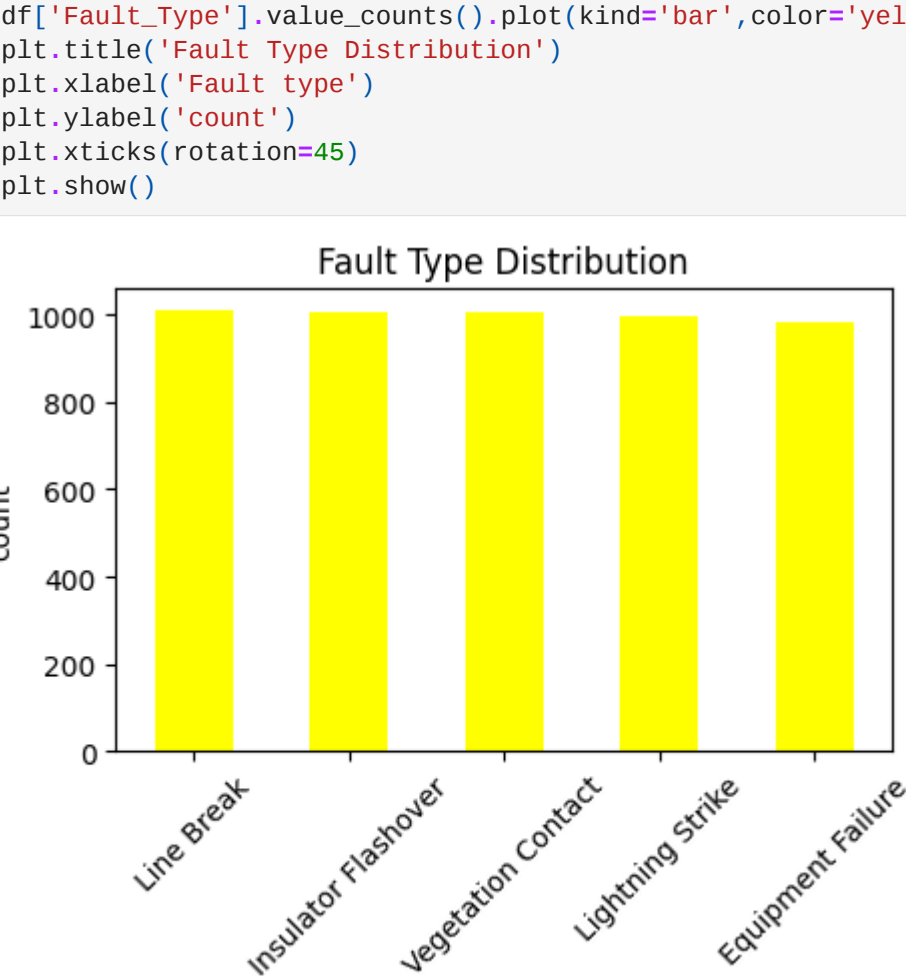 df['Fault_Type'].value_counts().plot(kind='bar',color='yel
plt.title('Fault Type Distribution')
plt.xlabel('Fault type')
plt.ylabel('count')
plt.xticks(rotation=45)
plt.show()
Fault Type Distribution
1000
800
600
400
200
0
count
Line Break
Insulator Flashover
Vegetation Contact
Lightning Strike
Equipment Failure